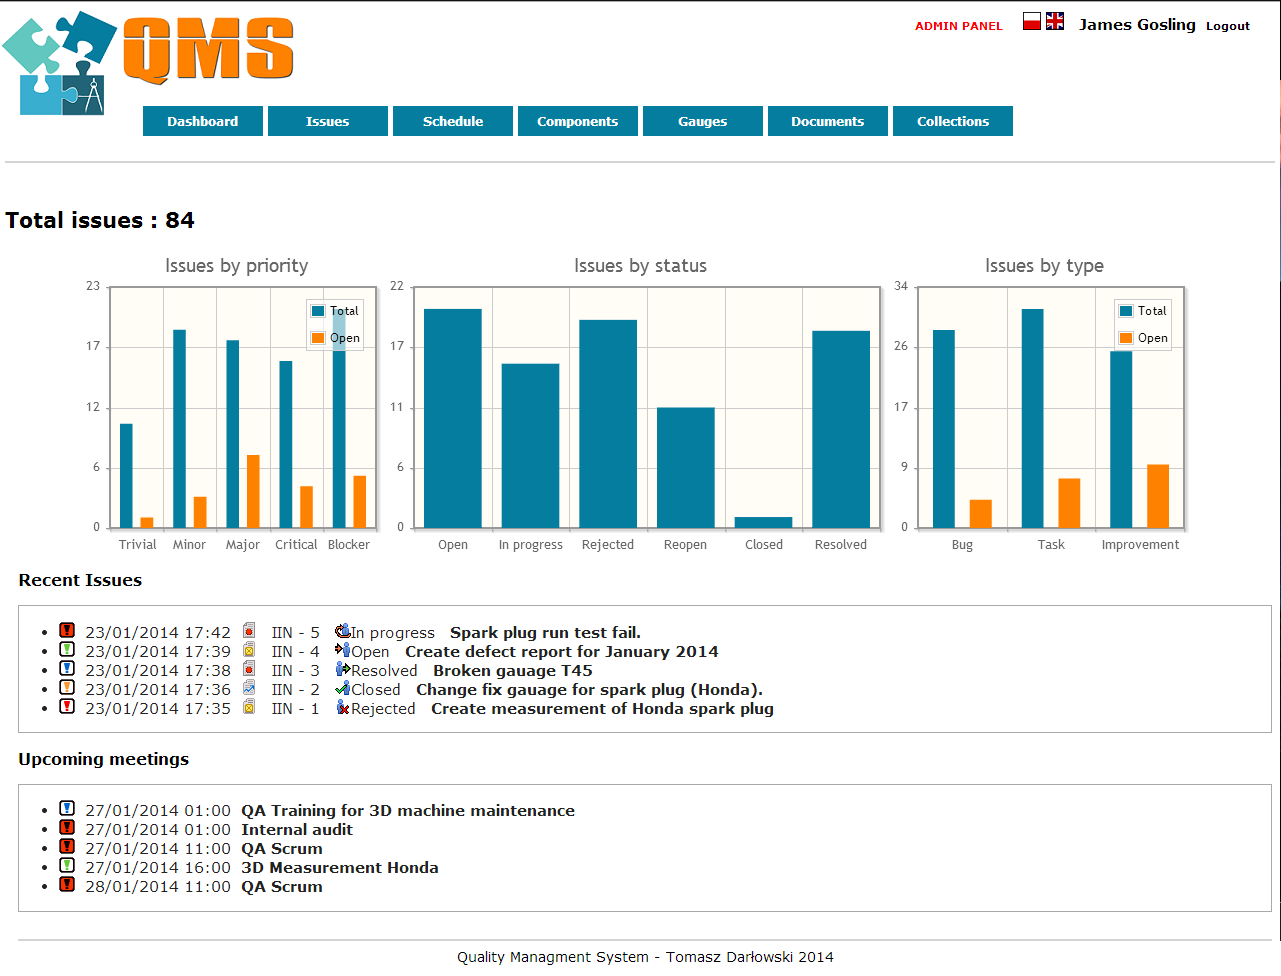 QMS
ADMIN PANEL James Gosling Logout
Dashboard Issues Schedule Components Gauges Documents Collections
Total issues : 84
Issues by priority
23
17
12
6
0
Total
Open
Trivial Minor Major Critical Blocker
Issues by status
22
17
11
6
0
Open In progress Rejected Reopen Closed Resolved
Issues by type
34
26
17
9
0
Total
Open
Bug Task Improvement
Recent Issues
23/01/2014 17:42 IIN - 5 In progress Spark plug run test fail.
23/01/2014 17:39 IIN - 4 Open Create defect report for January 2014
23/01/2014 17:38 IIN - 3 Resolved Broken gauage T45
23/01/2014 17:36 IIN - 2 Closed Change fix gauage for spark plug (Honda).
23/01/2014 17:35 IIN - 1 Rejected Create measurement of Honda spark plug
Upcoming meetings
27/01/2014 01:00 QA Training for 3D machine maintenance
27/01/2014 01:00 Internal audit
27/01/2014 11:00 QA Scrum
27/01/2014 16:00 3D Measurement Honda
28/01/2014 11:00 QA Scrum
Quality Managment System - Tomasz Darłowski 2014